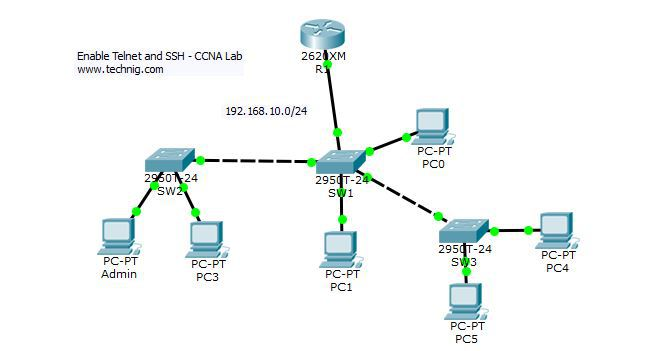 Enable Telnet and SSH - CCNA Lab
www.technig.com
2620XM
R1
192.168.10.0/24
PC-PT
PC0
2950T-24
SW2
2950T-24
SW1
PC-PT
Admin
PC-PT
PC3
PC-PT
PC1
2950T-24
SW3
PC-PT
PC4
PC-PT
PC5